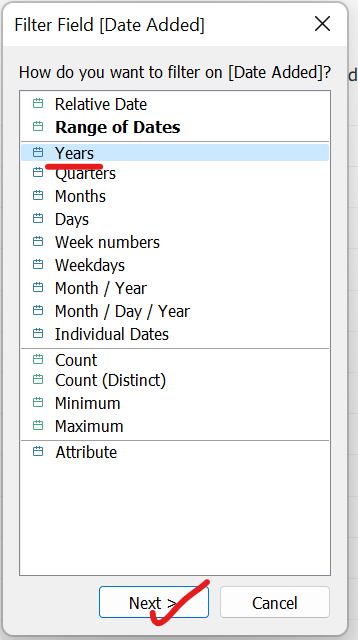 Filter Field [Date Added]
How do you want to filter on [Date Added]?
d
Relative Date
Range of Dates
Years
Quarters
Months
Days
Week numbers
Weekdays
Month / Year
Month / Day / Year
Individual Dates
Count
Count (Distinct)
Minimum
Maximum
Attribute
Next >
Cancel